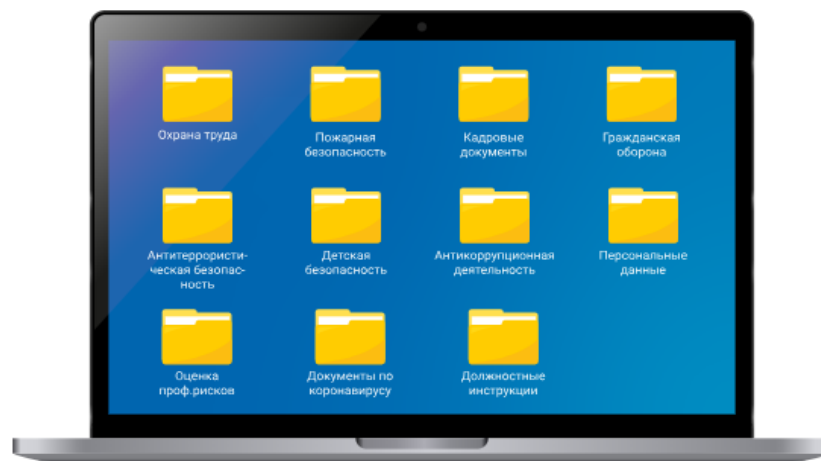 Охрана труда
Пожарная
безопасность
Кадровые
документы
Гражданская
оборона
Антитеррористи-
ческая безопас-
ность
Детская
безопасность
Антикоррупционная
деятельность
Персональные
данные
Оценка
проф.рисков
Документы по
коронавирусу
Должностные
инструкции